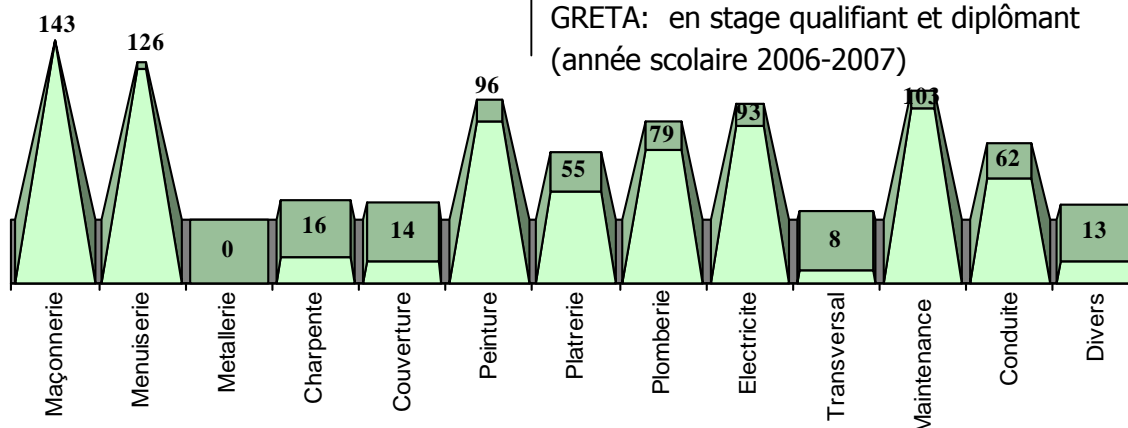 GRETA: en stage qualifiant et diplômant
(année scolaire 2006-2007)
143
126
0
16
14
96
55
79
93
8
103
62
13
Maçonnerie
Menuiserie
Metallerie
Charpente
Couverture
Peinture
Platrerie
Plomberie
Electricite
Transversal
Maintenance
Conduite
Divers